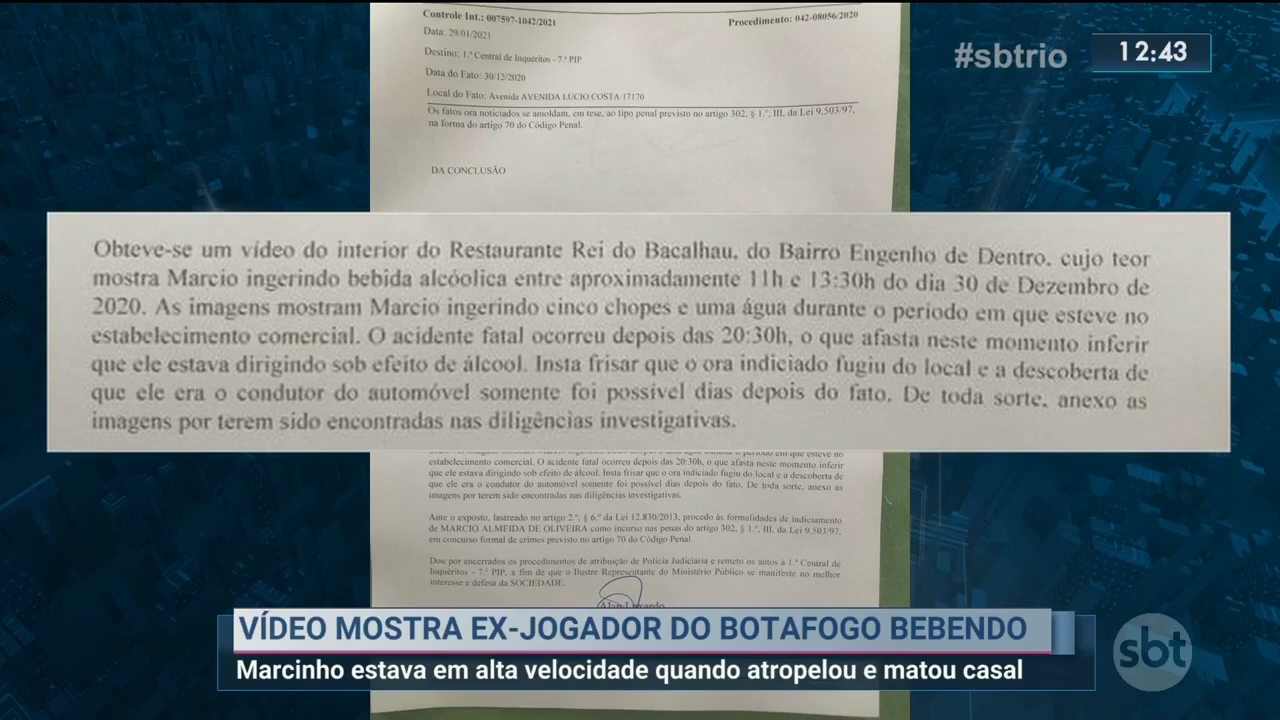 Controle Int.: 007597-1042/2021
Procedimento: 042-08056/2020
#sbtrio
12:43
Data: 29/01/2021
Destino: 1.ª Central de Inquéritos - 7.ª PIP
Data do Fato: 30/12/2020
Local do Fato: Avenida AVENIDA LÚCIO COSTA 17170
Os fatos ora noticiados se amoldam, em tese, ao tipo penal previsto no artigo 302, § 1.º, III, da Lei 9.503/97,
na forma do artigo 70 do Código Penal.
DA CONCLUSÃO
Obteve-se um vídeo do interior do Restaurante Rei do Bacalhau, do Bairro Engenho de Dentro, cujo teor
mostra Marcio ingerindo bebida alcóolica entre aproximadamente 11h e 13:30h do dia 30 de Dezembro de
2020. As imagens mostram Marcio ingerindo cinco chopes e uma água durante o período em que esteve no
estabelecimento comercial. O acidente fatal ocorreu depois das 20:30h, o que afasta neste momento inferir
que ele estava dirigindo sob efeito de álcool. Insta frisar que o ora indiciado fugiu do local e a descoberta de
que ele era o condutor do automóvel somente foi possível dias depois do fato. De toda sorte, anexo as
imagens por terem sido encontradas nas diligências investigativas.
estabelecimento comercial. O acidente fatal ocorreu depois das 20:30h, o que afasta neste momento inferir
que ele estava dirigindo sob efeito de álcool. Insta frisar que o ora indiciado fugiu do local e a descoberta de
que ele era o condutor do automóvel somente foi possível dias depois do fato. De toda sorte, anexo as
imagens por terem sido encontradas nas diligências investigativas.
Ante o exposto, lastreado no artigo 2.º, § 6.º da Lei 12.830/2013, procedo às formalidades de indiciamento
de MARCIO ALMEIDA DE OLIVEIRA como incurso nas penas do artigo 302, § 1.º, III, da Lei 9.503/97,
em concurso formal de crimes previsto no artigo 70 do Código Penal.
Dou por encerrados os procedimentos de atribuição de Polícia Judiciária e remeto os autos à 1.ª Central de
Inquéritos - 7.ª PIP, a fim de que o Ilustre Representante do Ministério Público se manifeste no melhor
interesse e defesa da SOCIEDADE.
VÍDEO MOSTRA EX-JOGADOR DO BOTAFOGO BEBENDO
Marcinho estava em alta velocidade quando atropelou e matou casal
sbt